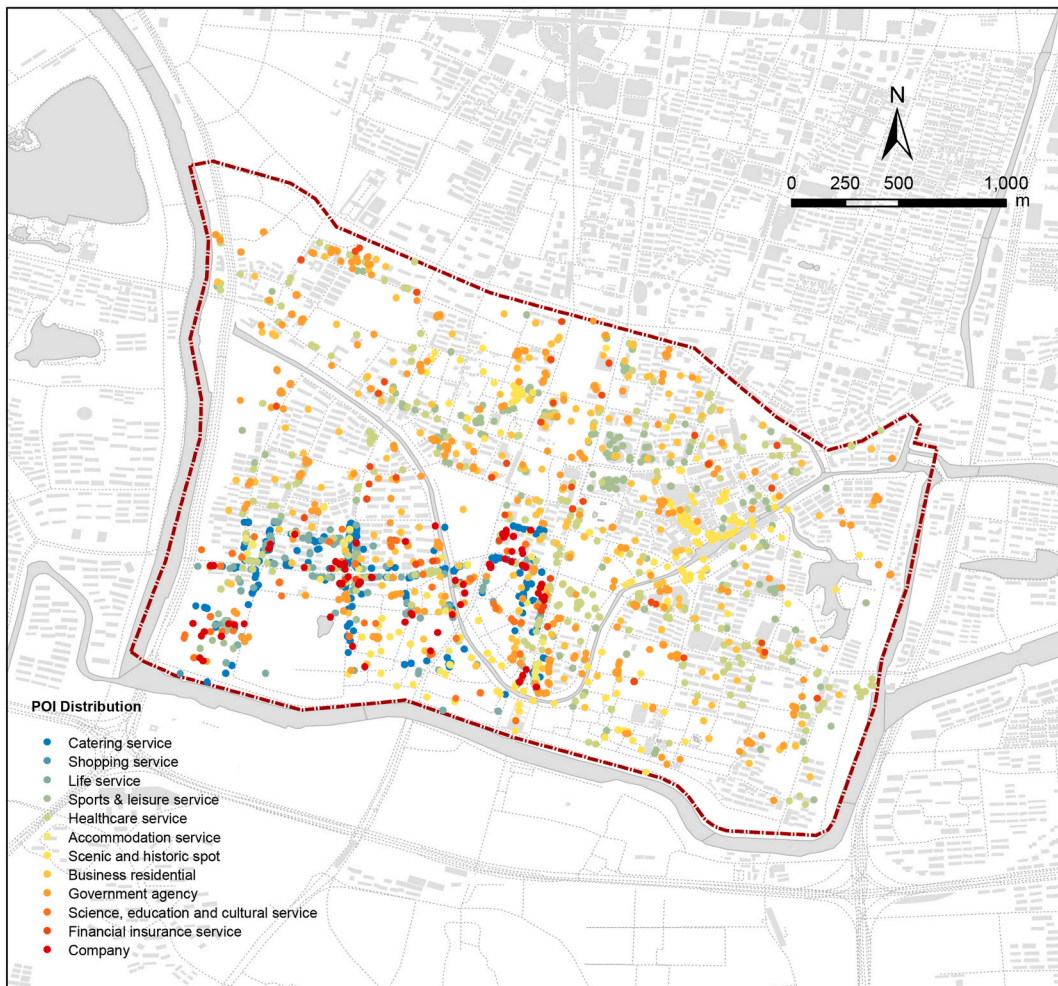 N
0 250 500 1,000
m
POI Distribution
Catering service
Shopping service
Life service
Sports & leisure service
Healthcare service
Accommodation service
Scenic and historic spot
Business residential
Government agency
Science, education and cultural service
Financial insurance service
Company